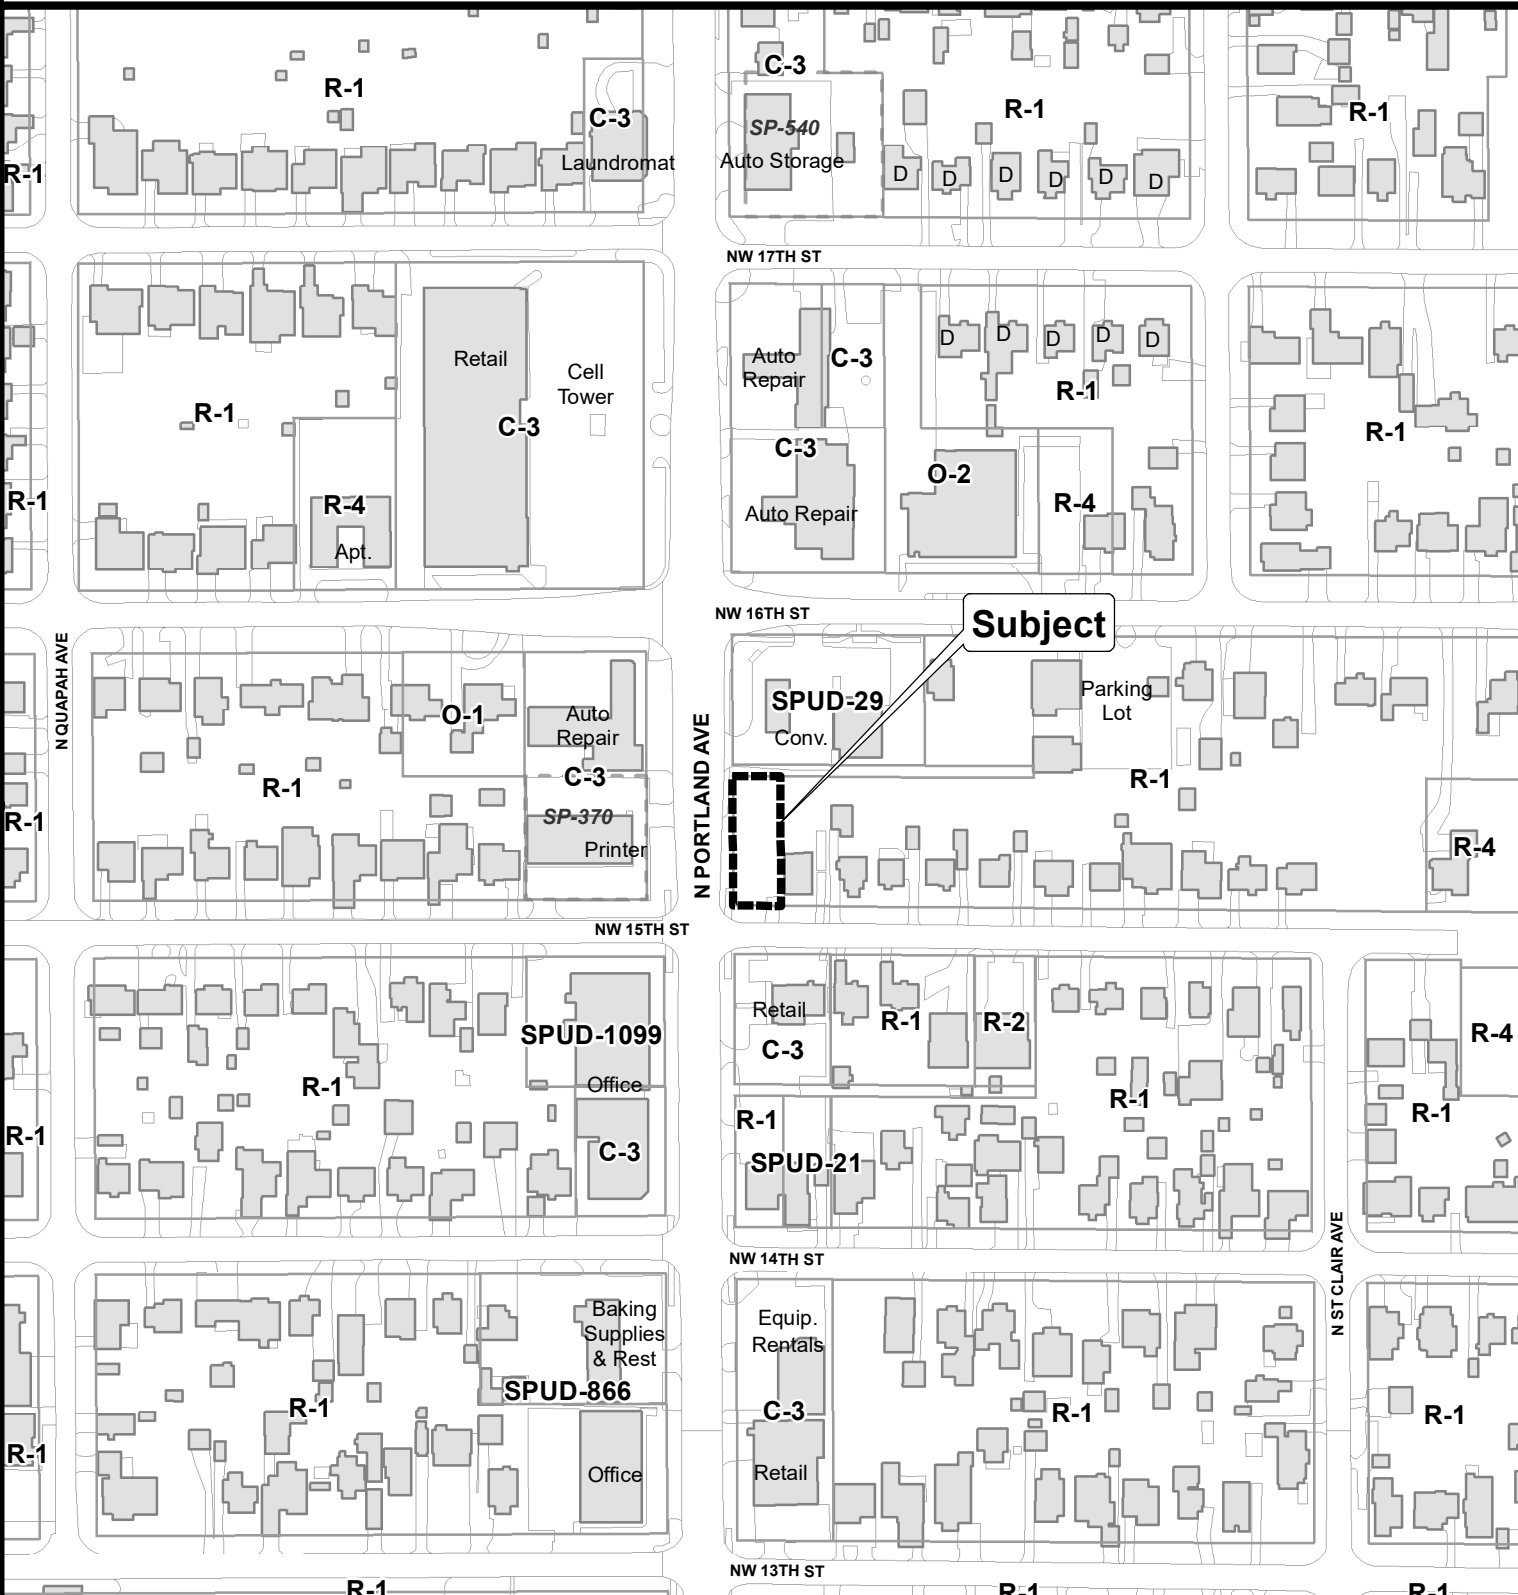 C-3
R-1
R-1
R-1
C-3
SP-540
Laundromat
Auto Storage
R-1
D
D
D
D
D
D
NW 17TH ST
Retail
Cell
Tower
Auto
Repair
C-3
D
D
D
D
D
R-1
R-1
C-3
R-1
C-3
O-2
R-1
R-4
R-4
Auto Repair
Apt.
NW 16TH ST
Subject
N QUAPAH AVE
O-1
Auto
Repair
SPUD-29
Conv.
Parking
Lot
N PORTLAND AVE
C-3
R-1
R-1
R-1
SP-370
Printer
R-4
NW 15TH ST
Retail
R-1
R-2
SPUD-1099
C-3
R-4
R-1
Office
R-1
R-1
R-1
R-1
C-3
SPUD-21
N ST CLAIR AVE
NW 14TH ST
Baking
Supplies
& Rest
Equip.
Rentals
SPUD-866
R-1
C-3
R-1
R-1
R-1
Office
Retail
NW 13TH ST
R-1
R-1
R-1